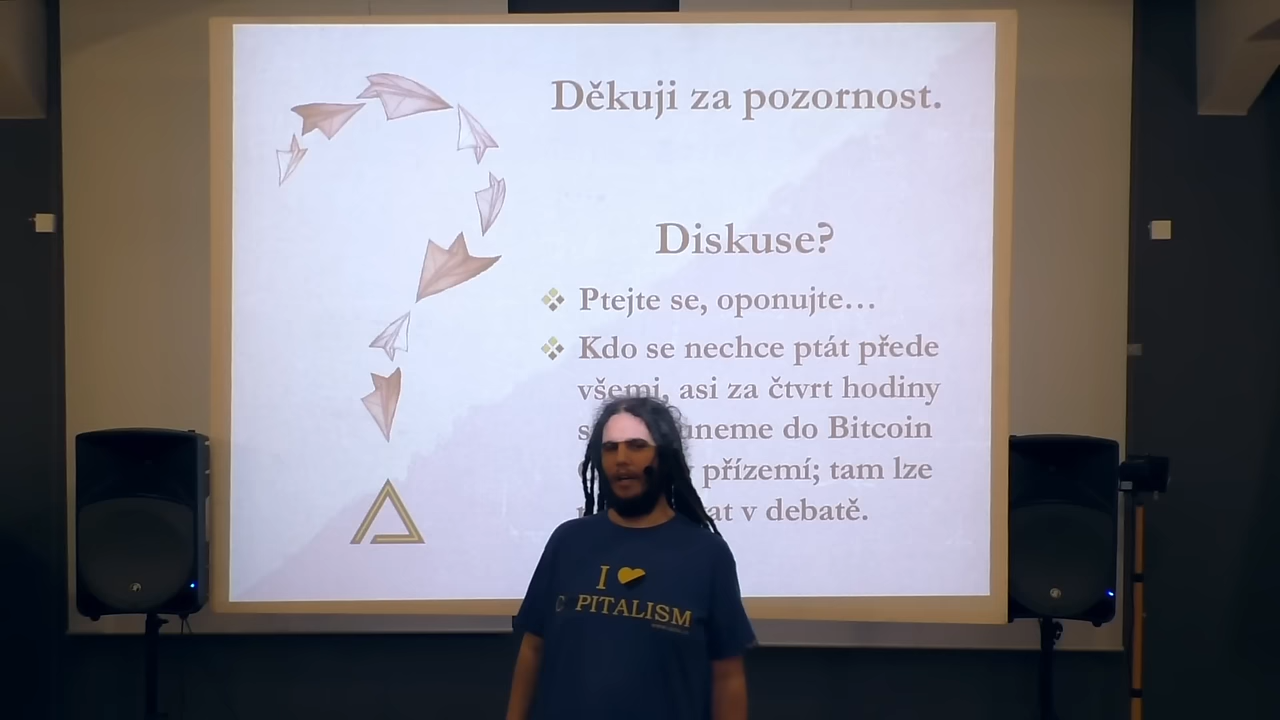 Děkuji za pozornost.
Diskuse?
Ptejte se, oponujte…
Kdo se nechce ptát přede
všemi, asi za čtvrt hodiny
do Bitcoin
přízemí; tam lze
v debatě.
I
CAPITALISM